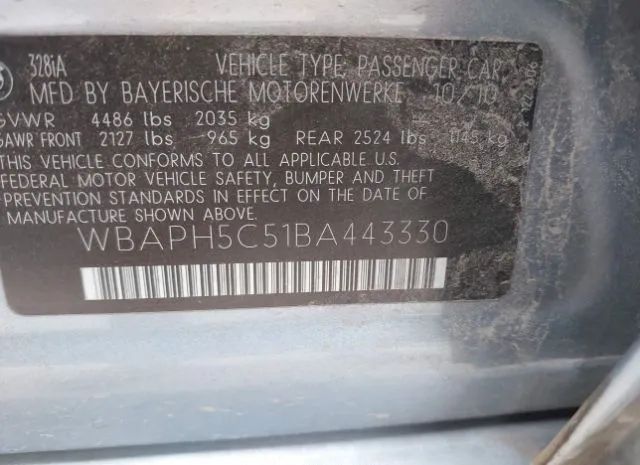 328iA VEHICLE TYPE: PASSENGER CAR
MFD BY BAYERISCHE MOTORENWERKE 10/10
GVWR 4486 lbs 2035 kg
GAWR FRONT 2127 lbs 965 kg REAR 2524 lbs 1145 kg
THIS VEHICLE CONFORMS TO ALL APPLICABLE U.S.
FEDERAL MOTOR VEHICLE SAFETY, BUMPER AND THEFT
PREVENTION STANDARDS IN EFFECT ON THE DATE OF
MANUFACTURE SHOWN ABOVE.
WBAPH5C51BA443330